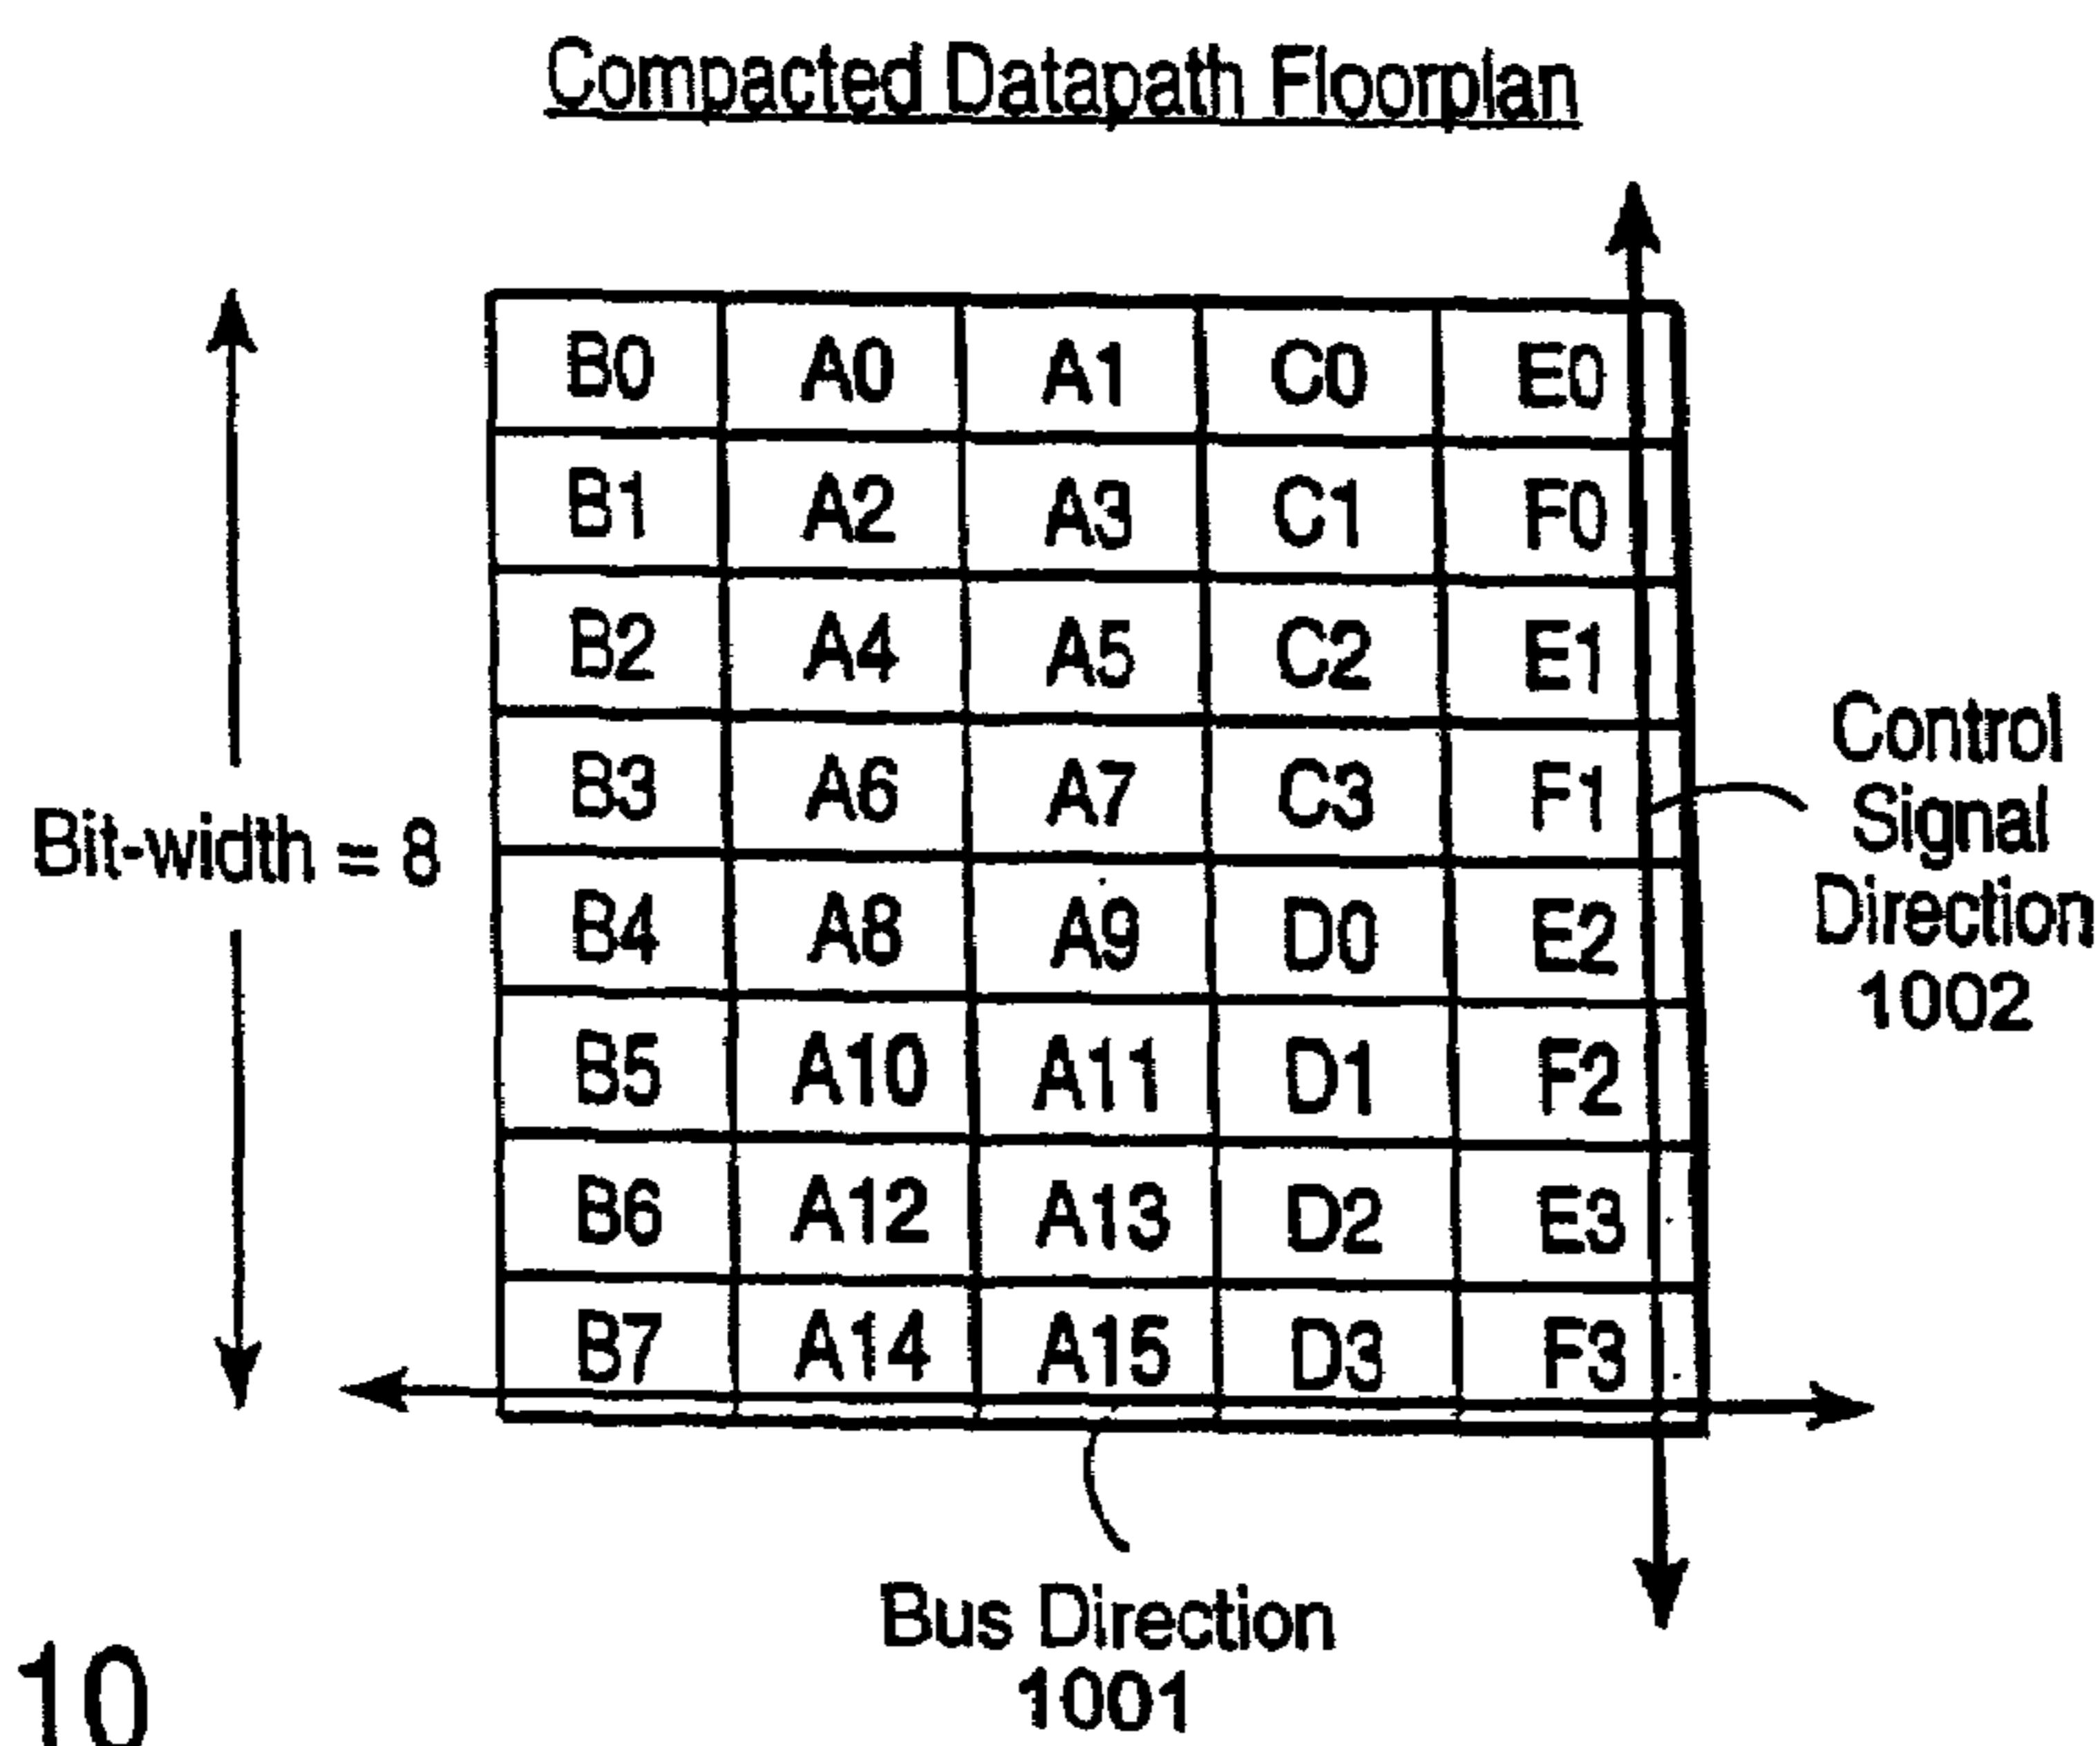 Compacted Datapath Floorplan
B0 A0 A1 C0 E0
B1 A2 A3 C1 F0
B2 A4 A5 C2 E1
B3 A6 A7 C3 F1
B4 A8 A9 D0 E2
B5 A10 A11 D1 F2
B6 A12 A13 D2 E3
B7 A14 A15 D3 F3
Bit-width = 8
Control
Signal
Direction
1002
Bus Direction
1001
10